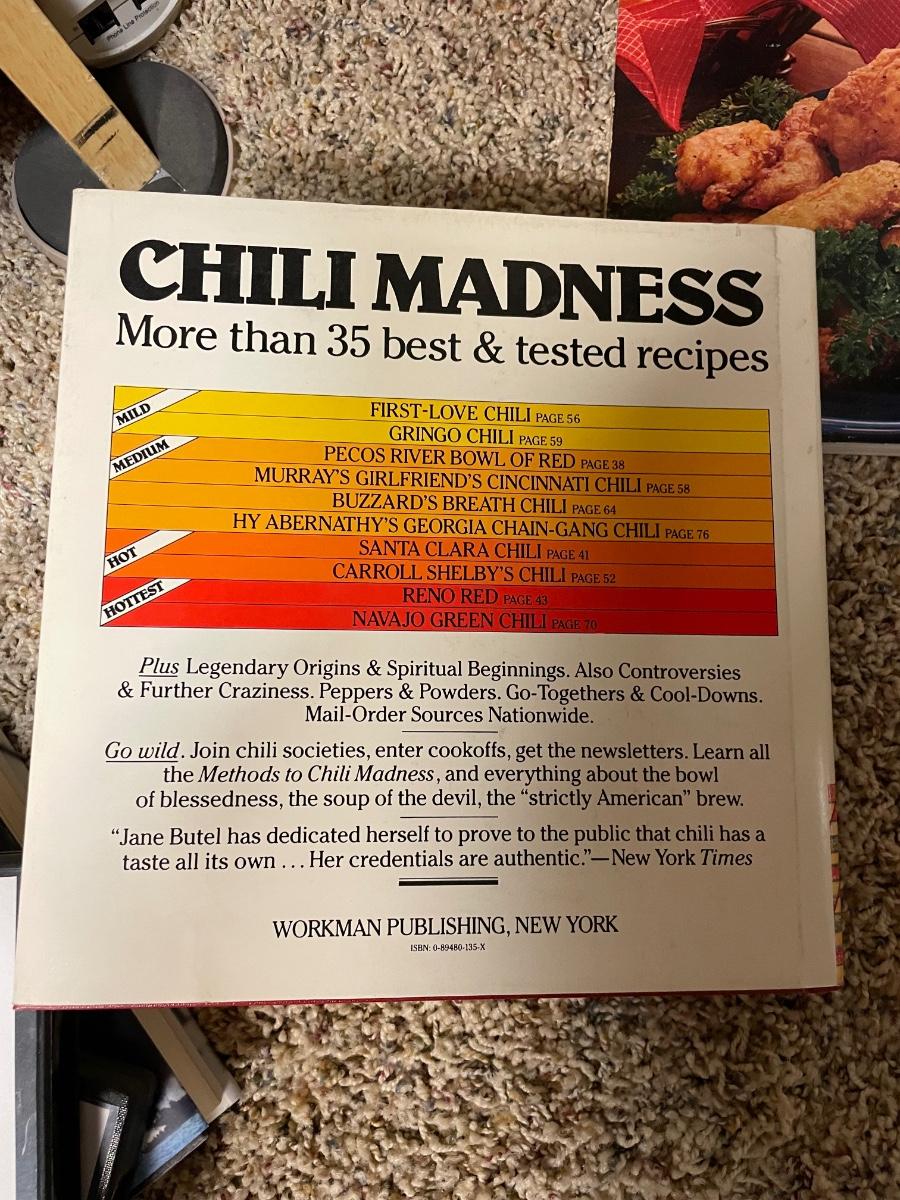 iPhone Line Protection
CHILI MADNESS
More than 35 best & tested recipes
MILD
FIRST-LOVE CHILI PAGE 56
GRINGO CHILI PAGE 59
MEDIUM
PECOS RIVER BOWL OF RED PAGE 38
MURRAY'S GIRLFRIEND'S CINCINNATI CHILI PAGE 58
BUZZARD'S BREATH CHILI PAGE 64
HY ABERNATHY'S GEORGIA CHAIN-GANG CHILI PAGE 76
HOT
SANTA CLARA CHILI PAGE 41
CARROLL SHELBY'S CHILI PAGE 52
HOTTEST
RENO RED PAGE 43
NAVAJO GREEN CHILI PAGE 70
Plus Legendary Origins & Spiritual Beginnings. Also Controversies
& Further Craziness. Peppers & Powders. Go-Togethers & Cool-Downs.
Mail-Order Sources Nationwide.
Go wild. Join chili societies, enter cookoffs, get the newsletters. Learn all
the Methods to Chili Madness, and everything about the bowl
of blessedness, the soup of the devil, the “strictly American” brew.
“Jane Butel has dedicated herself to prove to the public that chili has a
taste all its own ... Her credentials are authentic.”—New York Times
WORKMAN PUBLISHING, NEW YORK
ISBN: 0-89480-135-X